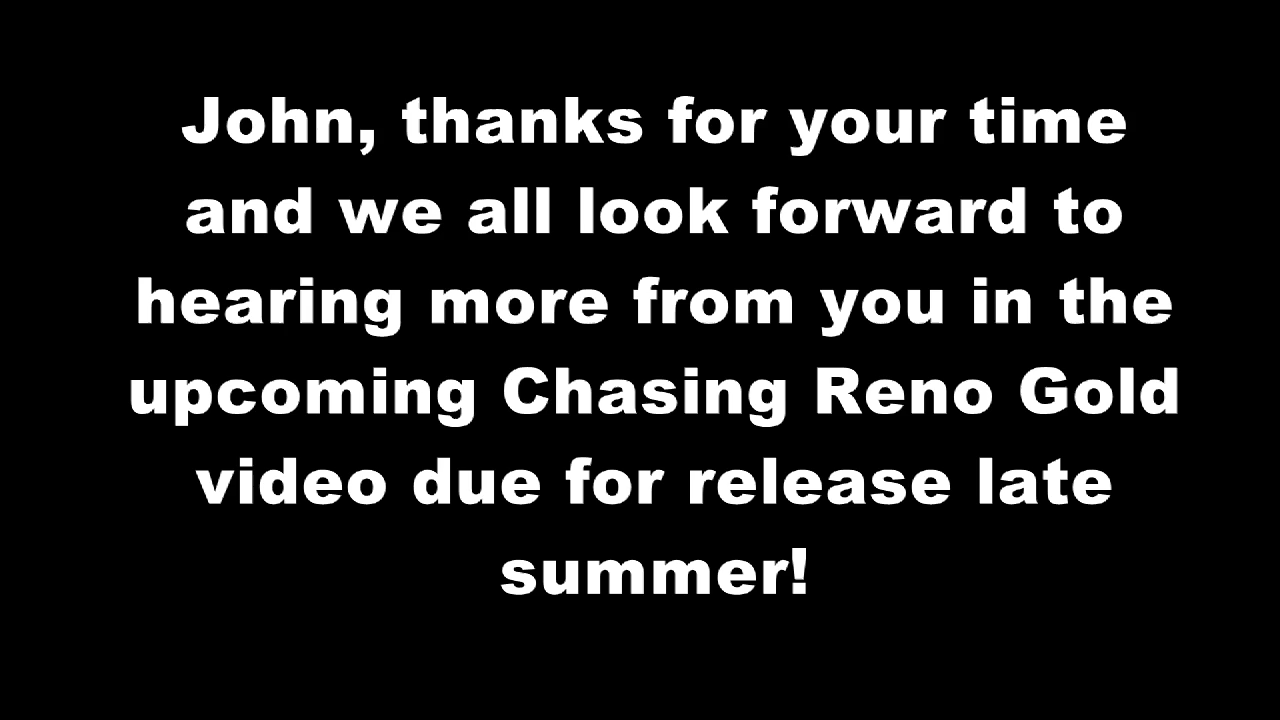 John, thanks for your time
and we all look forward to
hearing more from you in the
upcoming Chasing Reno Gold
video due for release late
summer!